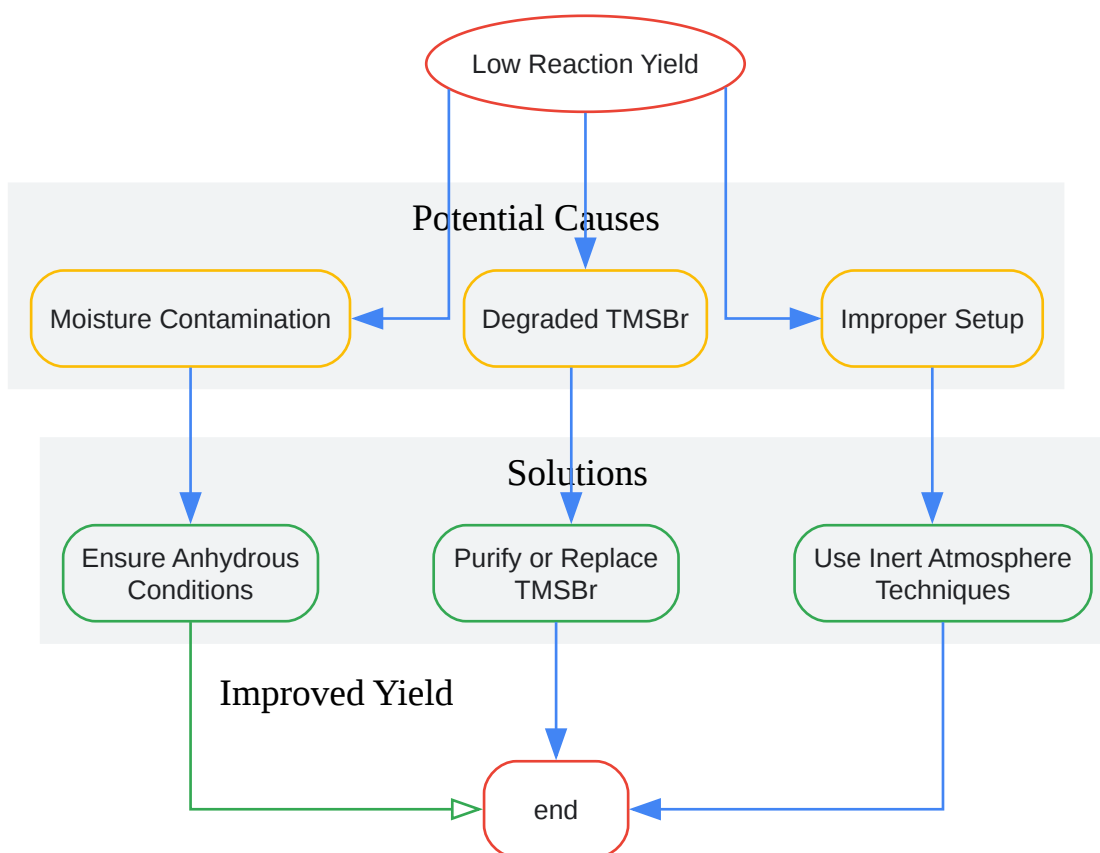 Low Reaction Yield
Potential Causes
Moisture Contamination
Degraded TMSBr
Improper Setup
Solutions
Ensure Anhydrous
Conditions
Purify or Replace
TMSBr
Use Inert Atmosphere
Techniques
Improved Yield
end